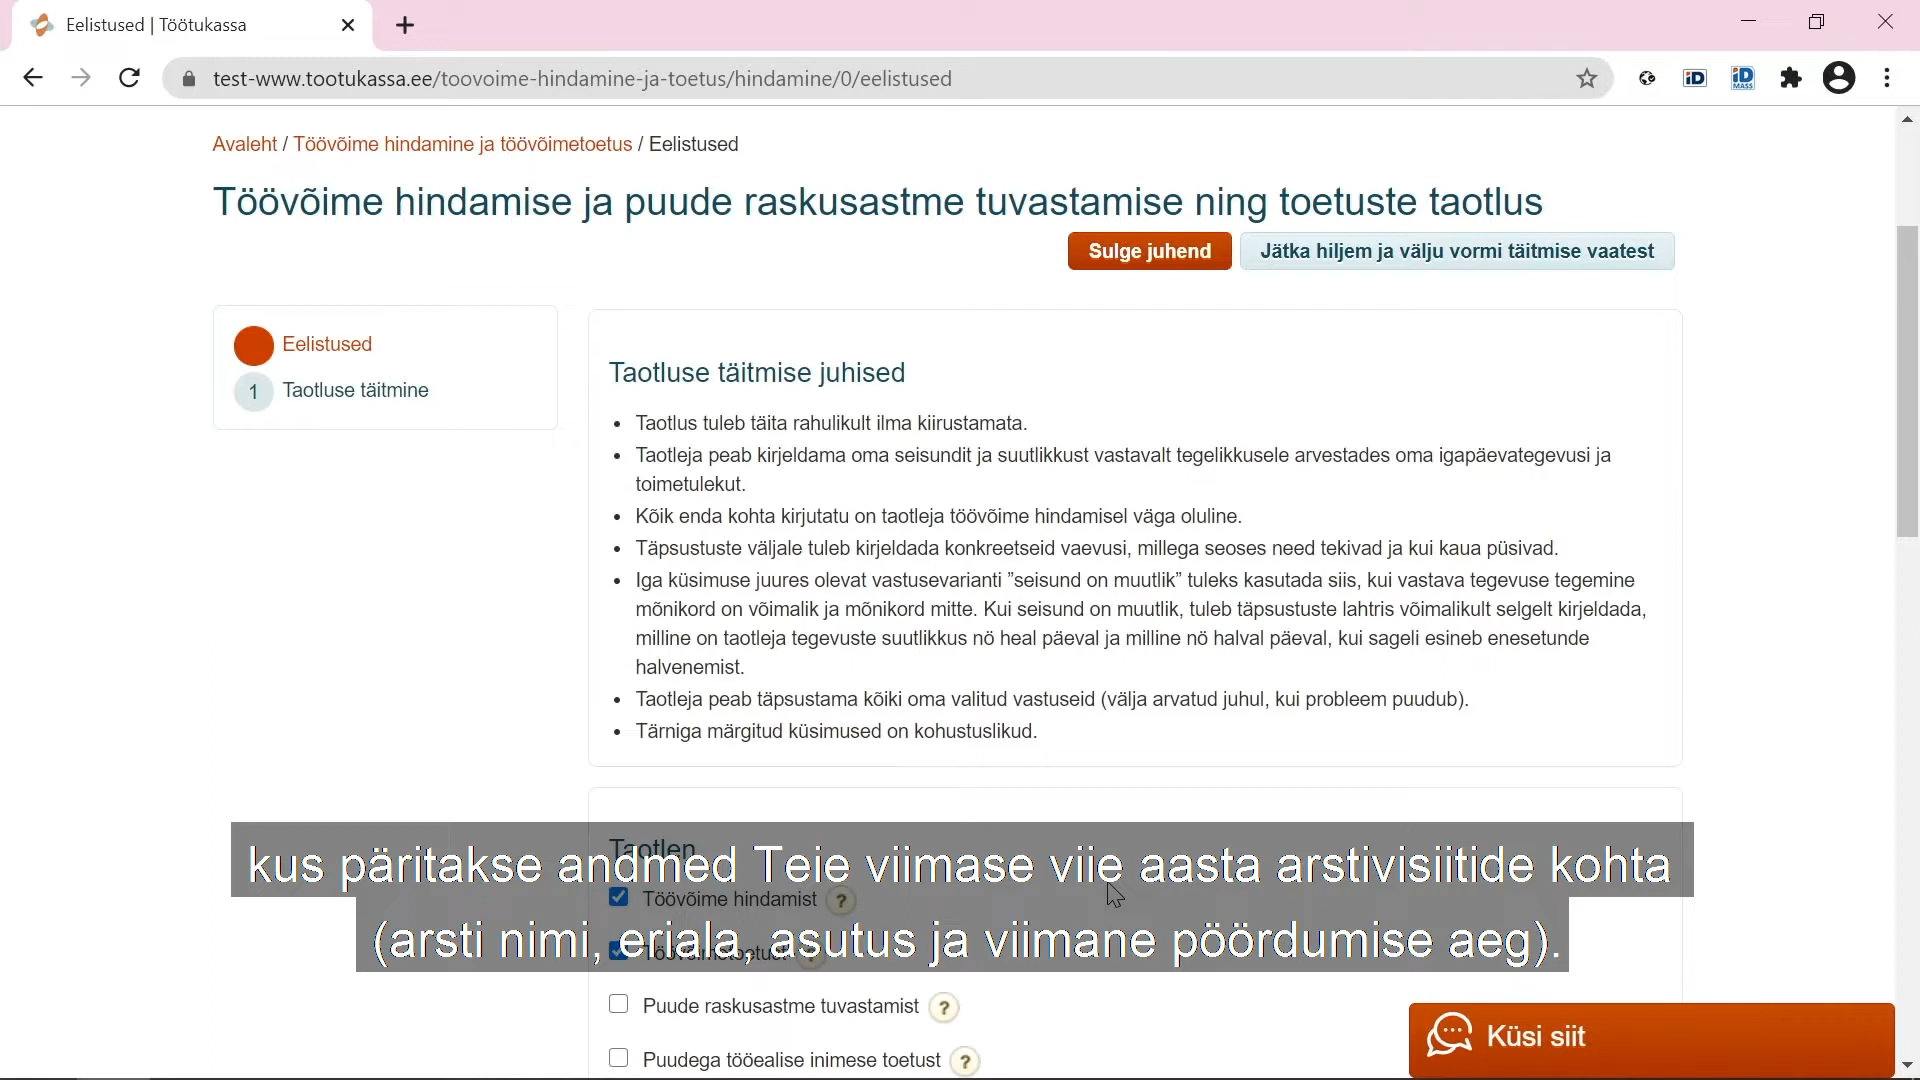 Eelistused | Töötukassa
test-www.tootukassa.ee/toovoime-hindamine-ja-toetus/hindamine/0/eelistused
iD
iD
MASS
Avaleht / Töövõime hindamine ja töövõimetoetus / Eelistused
Töövõime hindamise ja puude raskusastme tuvastamise ning toetuste taotlus
Sulge juhend
Jätka hiljem ja välju vormi täitmise vaatest
Eelistused
1 Taotluse täitmine
Taotluse täitmise juhised
Taotlus tuleb täita rahulikult ilma kiirustamata.
Taotleja peab kirjeldama oma seisundit ja suutlikkust vastavalt tegelikkusele arvestades oma igapäevategevusi ja
toimetulekut.
Kõik enda kohta kirjutatu on taotleja töövõime hindamisel väga oluline.
Täpsustuste väljale tuleb kirjeldada konkreetseid vaevusi, millega seoses need tekivad ja kui kaua püsivad.
Iga küsimuse juures olevat vastusevarianti ”seisund on muutlik” tuleks kasutada siis, kui vastava tegevuse tegemine
mõnikord on võimalik ja mõnikord mitte. Kui seisund on muutlik, tuleb täpsustuste lahtris võimalikult selgelt kirjeldada,
milline on taotleja tegevuste suutlikkus nö heal päeval ja milline nö halval päeval, kui sageli esineb enesetunde
halvenemist.
Taotleja peab täpsustama kõiki oma valitud vastuseid (välja arvatud juhul, kui probleem puudub).
Tärniga märgitud küsimused on kohustuslikud.
Taotlen
kus päritakse andmed Teie viimase viie aasta arstivisiitide kohta
Töövõime hindamist ?
(arsti nimi, eriala, asutus ja viimane pöördumise aeg).
Töövõimetoetust ?
Puude raskusastme tuvastamist ?
Puudega tööealise inimese toetust ?
Küsi siit